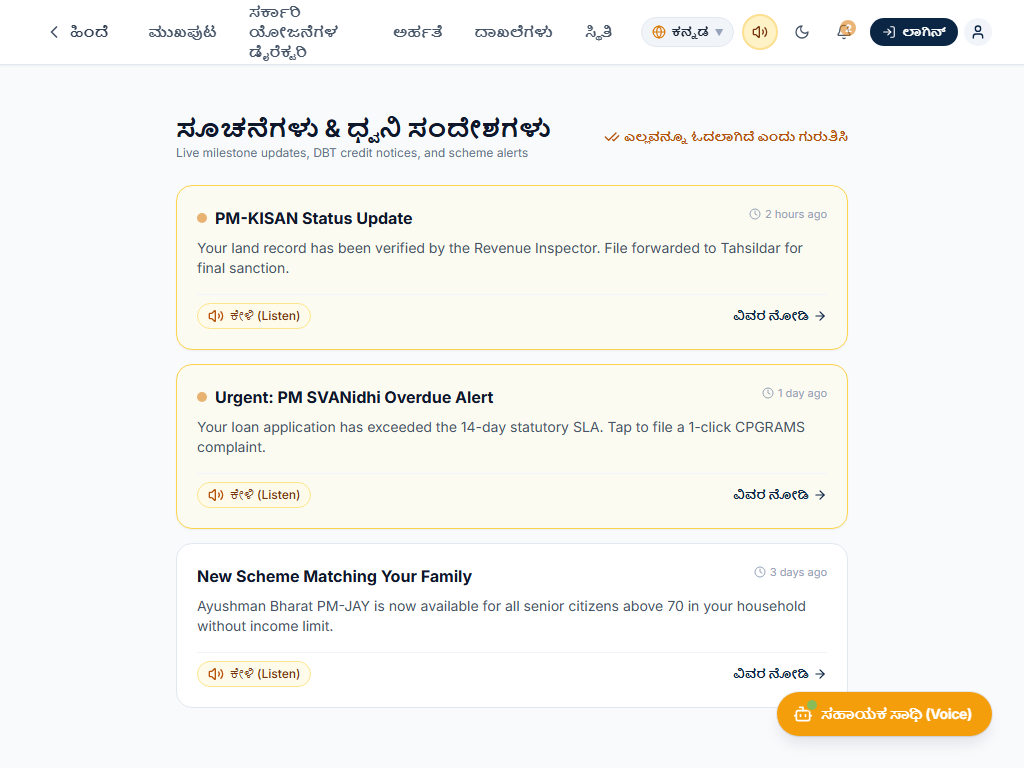 ಹಿಂದೆ
ಮುಖಪುಟ
ಸರ್ಕಾರಿ
ಯೋಜನೆಗಳ
ಡೈರೆಕ್ಟರಿ
ಅರ್ಹತೆ
ದಾಖಲೆಗಳು
ಸ್ಥಿತಿ
ಕನ್ನಡ
ಲಾಗಿನ್
ಸೂಚನೆಗಳು & ಧ್ವನಿ ಸಂದೇಶಗಳು
Live milestone updates, DBT credit notices, and scheme alerts
ಎಲ್ಲವನ್ನೂ ಓದಲಾಗಿದೆ ಎಂದು ಗುರುತಿಸಿ
PM-KISAN Status Update
2 hours ago
Your land record has been verified by the Revenue Inspector. File forwarded to Tahsildar for
final sanction.
ಕೇಳಿ (Listen)
ವಿವರ ನೋಡಿ
Urgent: PM SVANidhi Overdue Alert
1 day ago
Your loan application has exceeded the 14-day statutory SLA. Tap to file a 1-click CPGRAMS
complaint.
ಕೇಳಿ (Listen)
ವಿವರ ನೋಡಿ
New Scheme Matching Your Family
3 days ago
Ayushman Bharat PM-JAY is now available for all senior citizens above 70 in your household
without income limit.
ಕೇಳಿ (Listen)
ವಿವರ ನೋಡಿ
ಸಹಾಯಕ ಸಾಥಿ (Voice)